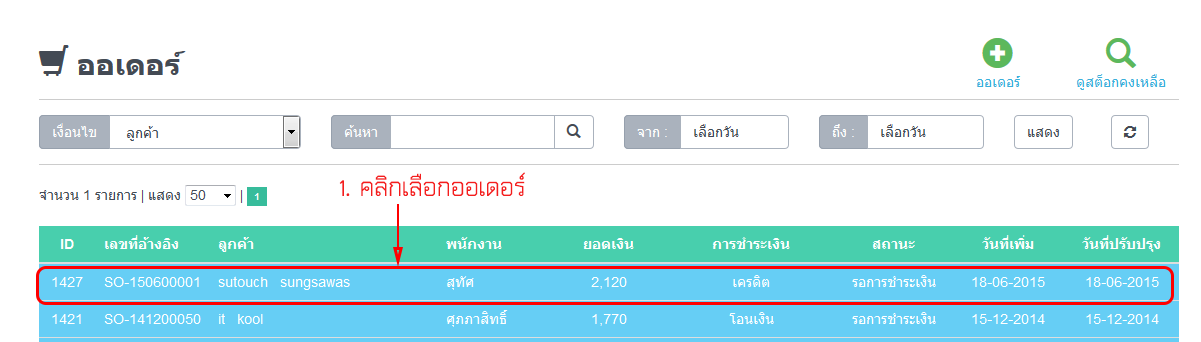 ออเดอร์
ออเดอร์ ดูสต็อกคงเหลือ
เงื่อนไข ลูกค้า ค้นหา จาก : เลือกวัน ถึง : เลือกวัน แสดง
จำนวน 1 รายการ | แสดง 50 | 1
1. คลิกเลือกออเดอร์
ID เลขที่อ้างอิง ลูกค้า พนักงาน ยอดเงิน การชำระเงิน สถานะ วันที่เพิ่ม วันที่ปรับปรุง
1427 SO-150600001 sutouch sungsawas สุทัศ 2,120 เครดิต รอการชำระเงิน 18-06-2015 18-06-2015
1421 SO-141200050 it kool ศุภภาสิทธิ์ 1,770 โอนเงิน รอการชำระเงิน 15-12-2014 15-12-2014